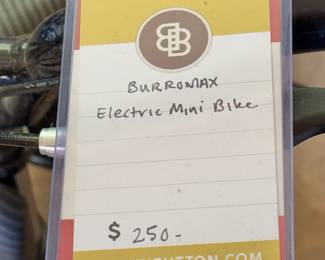 BURROMAX
Electric Mini Bike
$ 250-